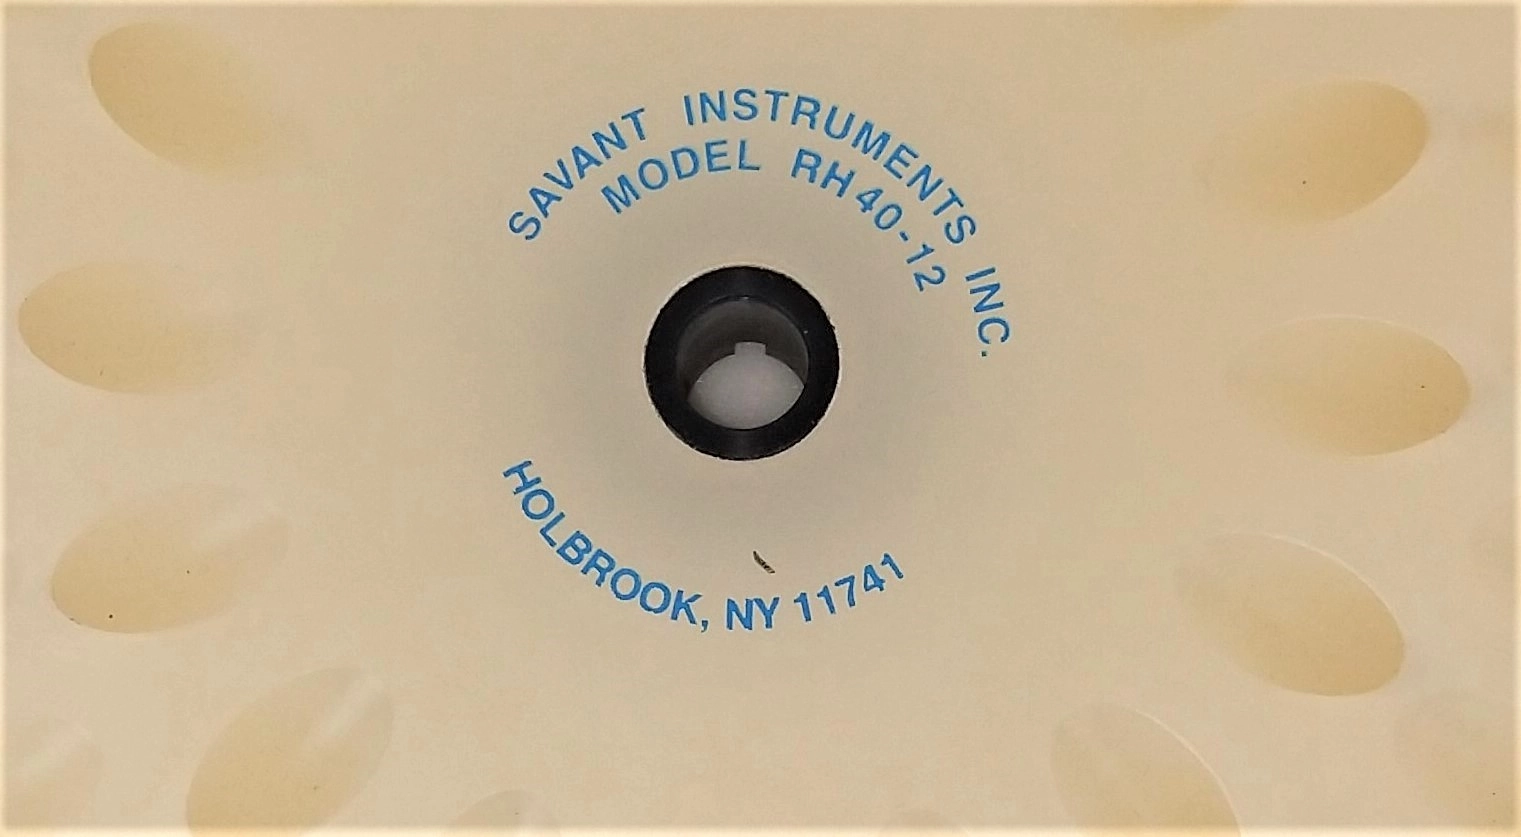 SAVANT INSTRUMENTS INC.
MODEL RH40-12
HOLBROOK, NY 11741